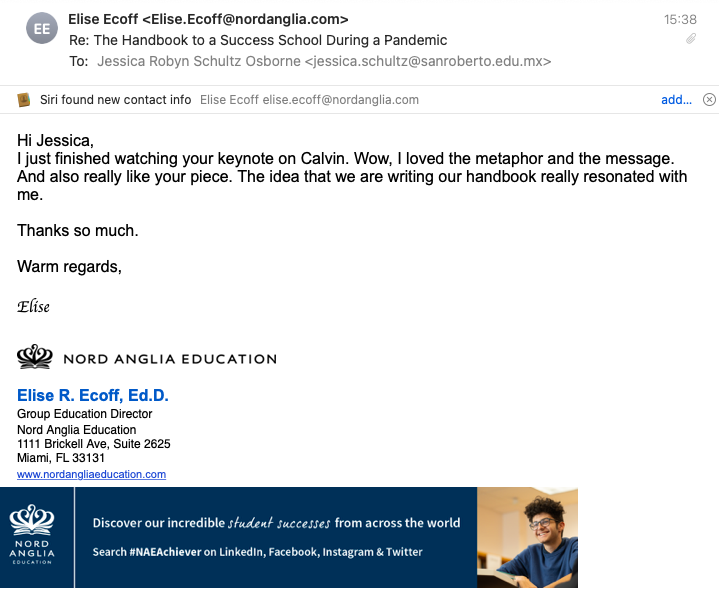 EE
Elise Ecoff <Elise.Ecoff@nordanglia.com>
15:38
Re: The Handbook to a Success School During a Pandemic
To: Jessica Robyn Schultz Osborne <jessica.schultz@sanroberto.edu.mx>
Siri found new contact info Elise Ecoff elise.ecoff@nordanglia.com
add...
Hi Jessica,
I just finished watching your keynote on Calvin. Wow, I loved the metaphor and the message.
And also really like your piece. The idea that we are writing our handbook really resonated with
me.
Thanks so much.
Warm regards,
Elise
NORD ANGLIA EDUCATION
Elise R. Ecoff, Ed.D.
Group Education Director
Nord Anglia Education
1111 Brickell Ave, Suite 2625
Miami, FL 33131
www.nordangliaeducation.com
NORD
ANGLIA
EDUCATION
Discover our incredible student successes from across the world
Search #NAEAchiever on LinkedIn, Facebook, Instagram & Twitter